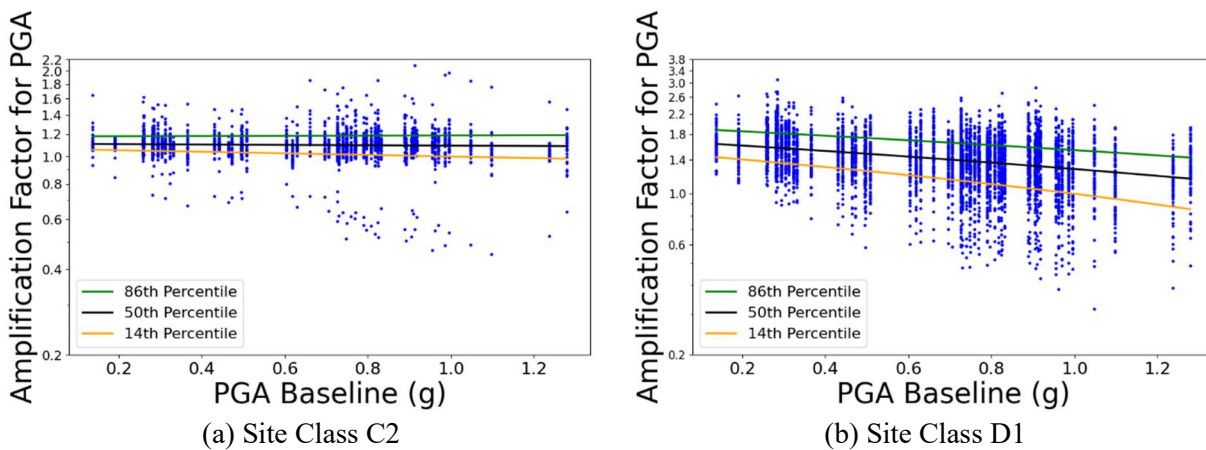 (a)
Amplification Factor for PGA
2.2
2.0
1.8
1.6
1.4
1.2
1.0
0.8
0.6
0.4
0.2
86th Percentile
50th Percentile
14th Percentile
0.2 0.4 0.6 0.8 1.0 1.2
PGA Baseline (g)
(a) Site Class C2
(b)
Amplification Factor for PGA
3.8
3.4
3.0
2.6
2.2
1.8
1.4
1.0
0.6
0.2
86th Percentile
50th Percentile
14th Percentile
0.2 0.4 0.6 0.8 1.0 1.2
PGA Baseline (g)
(b) Site Class D1